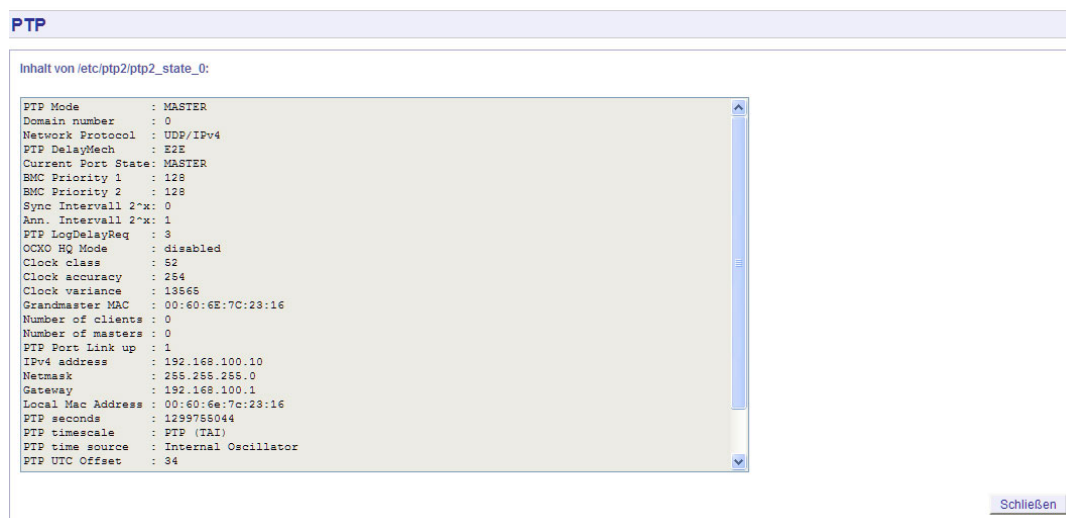 PTP
Inhalt von /etc/ptp2/ptp2_state_0:
PTP Mode         : MASTER
Domain number    : 0
Network Protocol : UDP/IPv4
PTP DelayMech    : E2E
Current Port State: MASTER
BMC Priority 1   : 128
BMC Priority 2   : 128
Sync Intervall 2^x: 0
Ann. Intervall 2^x: 1
PTP LogDelayReq  : 3
OCXO HQ Mode     : disabled
Clock class      : 52
Clock accuracy   : 254
Clock variance   : 13565
Grandmaster MAC  : 00:60:6E:7C:23:16
Number of clients : 0
Number of masters : 0
PTP Port Link up : 1
IPv4 address     : 192.168.100.10
Netmask          : 255.255.255.0
Gateway          : 192.168.100.1
Local Mac Address : 00:60:6e:7c:23:16
PTP seconds      : 1299755044
PTP timescale    : PTP (TAI)
PTP time source  : Internal Oscillator
PTP UTC Offset   : 34
Schließen